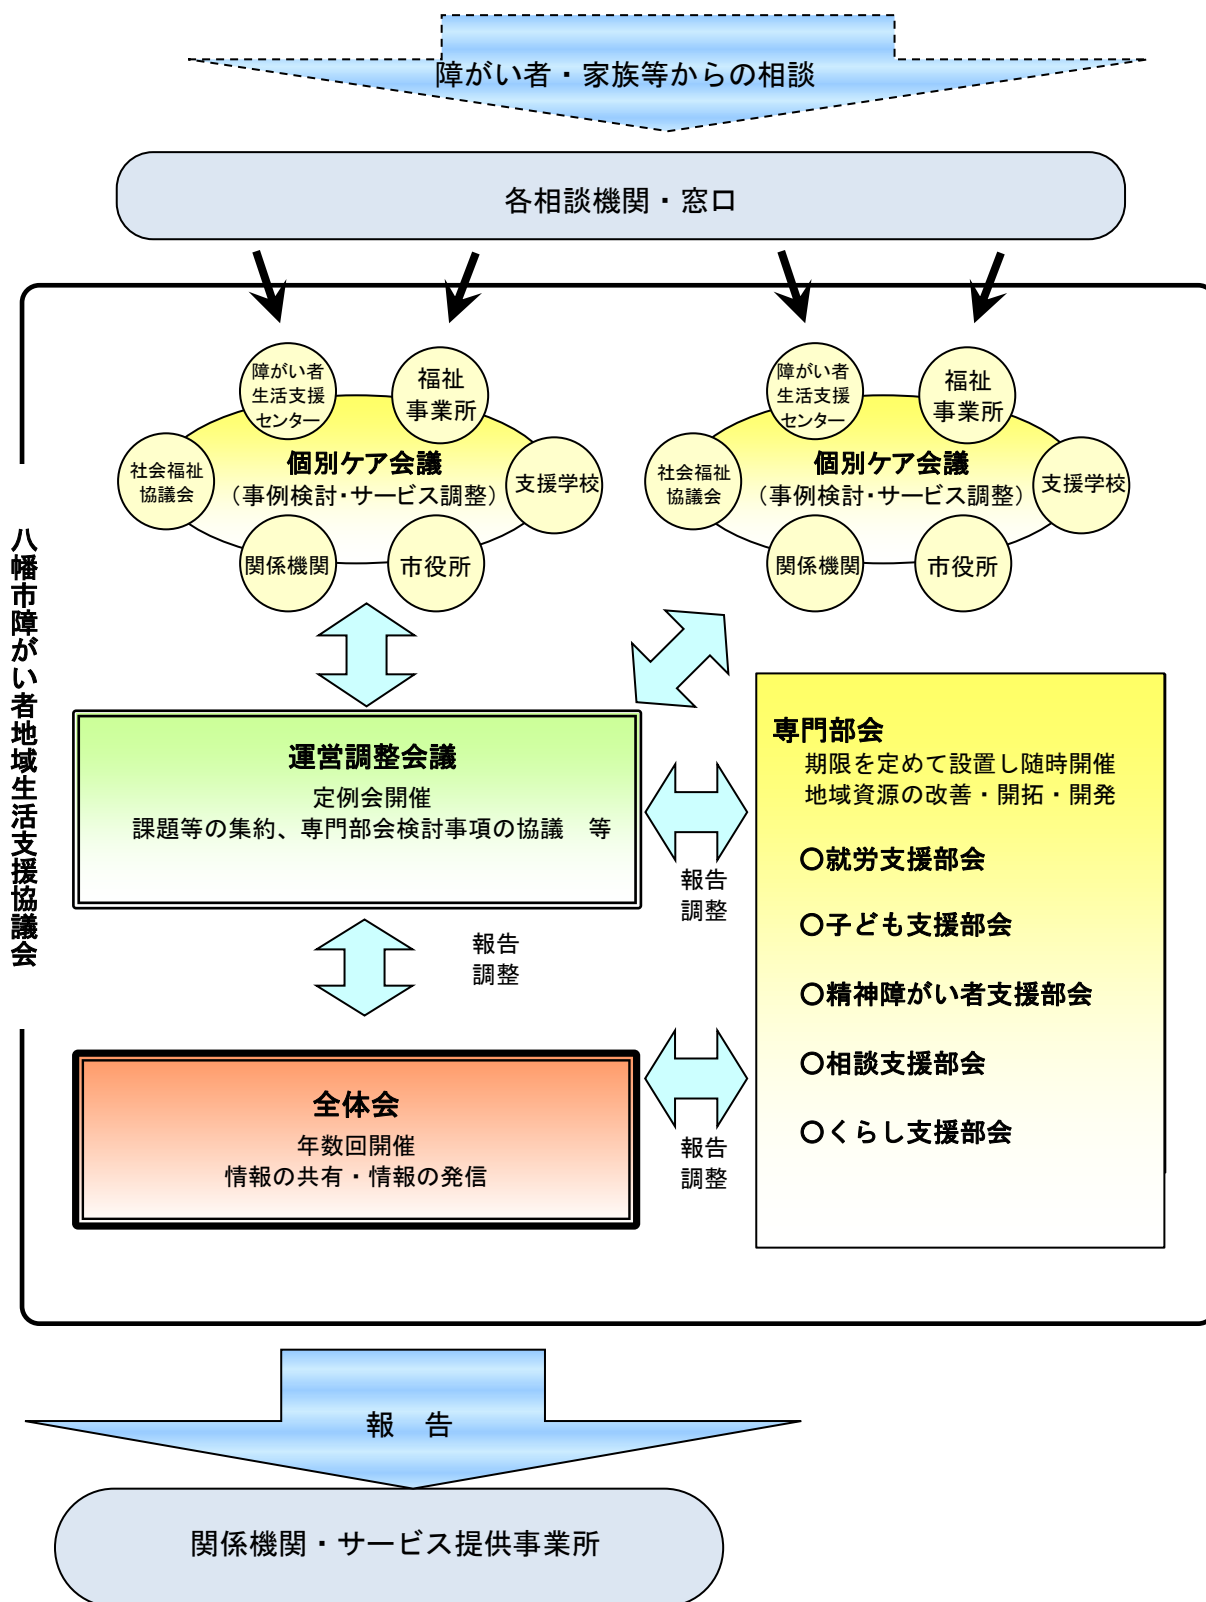 障がい者・家族等からの相談
各相談機関・窓口
八幡市障がい者地域生活支援協議会
障がい者
生活支援
センター
福祉
事業所
社会福祉
協議会
個別ケア会議
（事例検討・サービス調整）
支援学校
関係機関
市役所
障がい者
生活支援
センター
福祉
事業所
社会福祉
協議会
個別ケア会議
（事例検討・サービス調整）
支援学校
関係機関
市役所
運営調整会議
定例会開催
課題等の集約、専門部会検討事項の協議　等
報告
調整
専門部会
期限を定めて設置し随時開催
地域資源の改善・開拓・開発
○就労支援部会
○子ども支援部会
○精神障がい者支援部会
○相談支援部会
○くらし支援部会
報告
調整
全体会
年数回開催
情報の共有・情報の発信
報告
調整
報　告
関係機関・サービス提供事業所